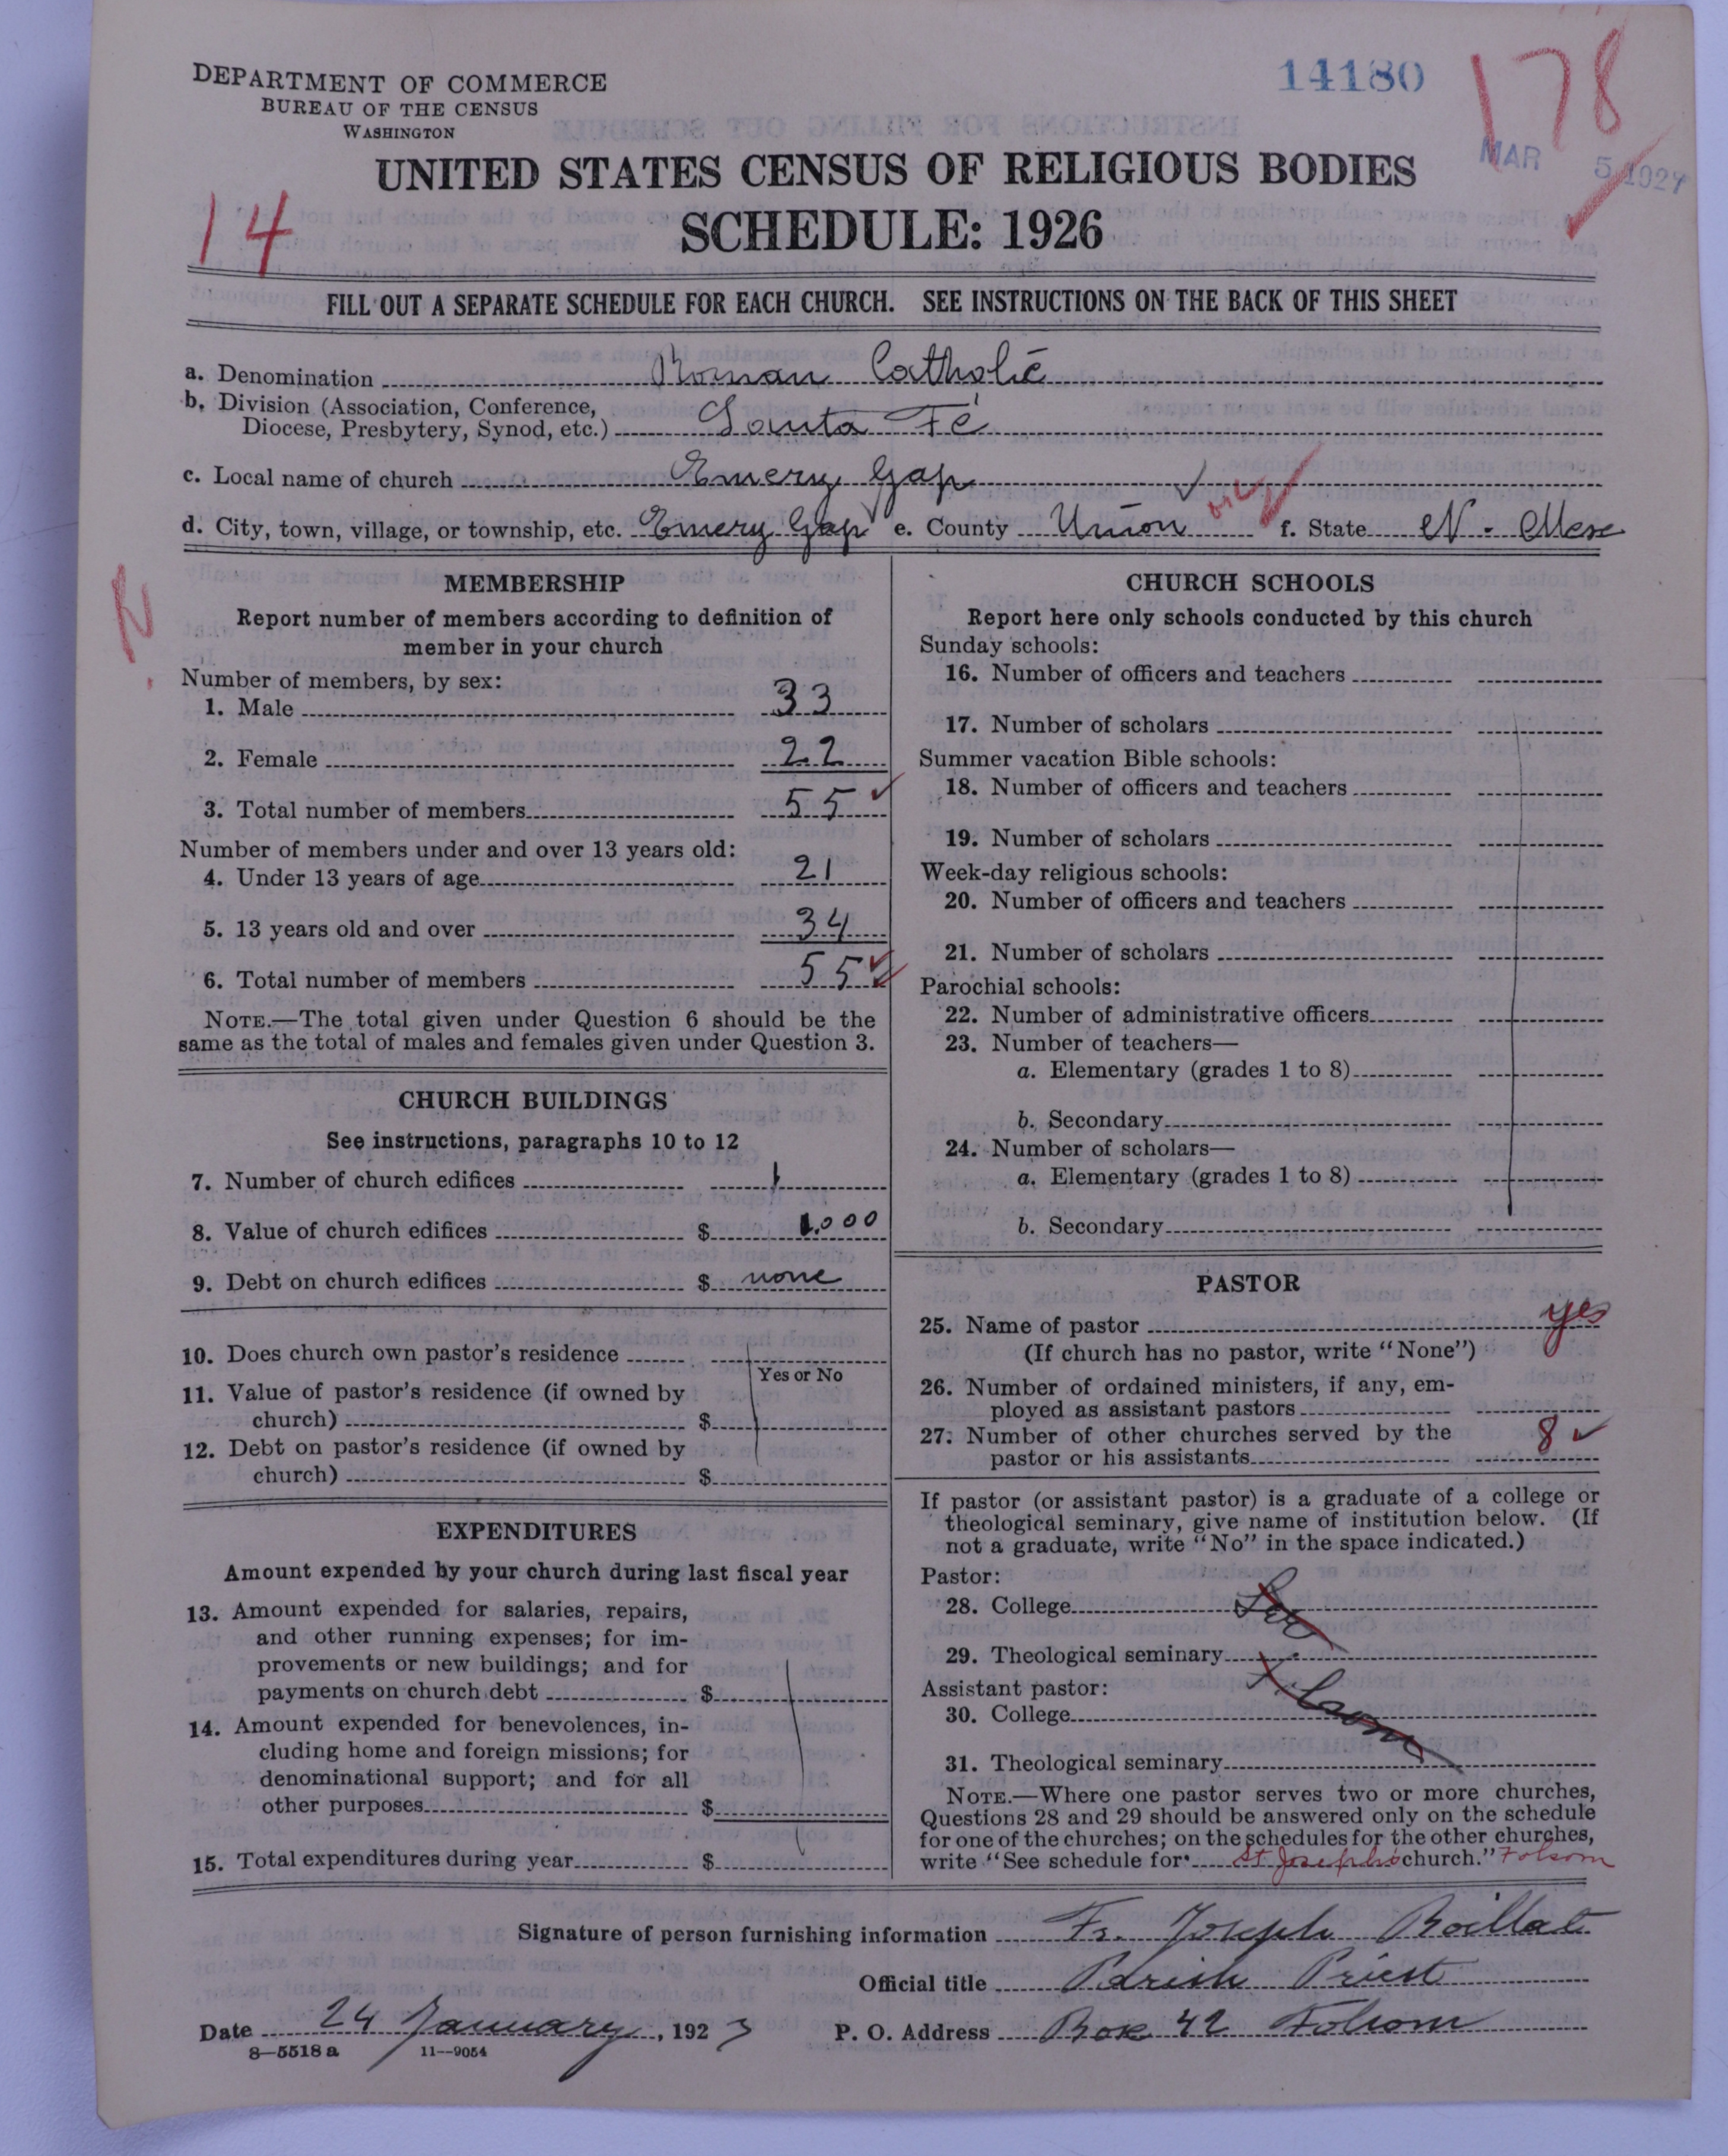 DEPARTMENT OF COMMERCE
BUREAU OF THE CENSUS
WASHINGTON
14180
178
MAR 5 1927
UNITED STATES CENSUS OF RELIGIOUS BODIES
14
SCHEDULE: 1926
FILL OUT A SEPARATE SCHEDULE FOR EACH CHURCH. SEE INSTRUCTIONS ON THE BACK OF THIS SHEET
a. Denomination Roman Catholic
b. Division (Association, Conference,
Diocese, Presbytery, Synod, etc.) Santa Fé
c. Local name of church Emery Gap
d. City, town, village, or township, etc. Emery Gap e. County Union f. State N. Mex
MEMBERSHIP
Report number of members according to definition of
member in your church
Number of members, by sex:
1. Male 33
2. Female 22
3. Total number of members 55
Number of members under and over 13 years old:
4. Under 13 years of age 21
5. 13 years old and over 34
6. Total number of members 55
NOTE.—The total given under Question 6 should be the
same as the total of males and females given under Question 3.
CHURCH BUILDINGS
See instructions, paragraphs 10 to 12
7. Number of church edifices 1
8. Value of church edifices $ 1.000
9. Debt on church edifices $ none
10. Does church own pastor's residence
Yes or No
11. Value of pastor's residence (if owned by
church) $
12. Debt on pastor's residence (if owned by
church) $
EXPENDITURES
Amount expended by your church during last fiscal year
13. Amount expended for salaries, repairs,
and other running expenses; for im-
provements or new buildings; and for
payments on church debt $
14. Amount expended for benevolences, in-
cluding home and foreign missions; for
denominational support; and for all
other purposes $
15. Total expenditures during year $
CHURCH SCHOOLS
Report here only schools conducted by this church
Sunday schools:
16. Number of officers and teachers
17. Number of scholars
Summer vacation Bible schools:
18. Number of officers and teachers
19. Number of scholars
Week-day religious schools:
20. Number of officers and teachers
21. Number of scholars
Parochial schools:
22. Number of administrative officers
23. Number of teachers—
a. Elementary (grades 1 to 8)
b. Secondary
24. Number of scholars—
a. Elementary (grades 1 to 8)
b. Secondary
PASTOR
25. Name of pastor yes
(If church has no pastor, write "None")
26. Number of ordained ministers, if any, em-
ployed as assistant pastors
27. Number of other churches served by the
pastor or his assistants 8
If pastor (or assistant pastor) is a graduate of a college or
theological seminary, give name of institution below. (If
not a graduate, write "No" in the space indicated.)
Pastor:
28. College
29. Theological seminary
Assistant pastor:
30. College
31. Theological seminary
NOTE.—Where one pastor serves two or more churches,
Questions 28 and 29 should be answered only on the schedule
for one of the churches; on the schedules for the other churches,
write "See schedule for St Joseph's church." Folsom
Signature of person furnishing information Fr. Joseph Boillat
Official title Parish Priest
Date 24 January, 1927 P. O. Address Box 42 Folsom
8—5518 a 11—9054